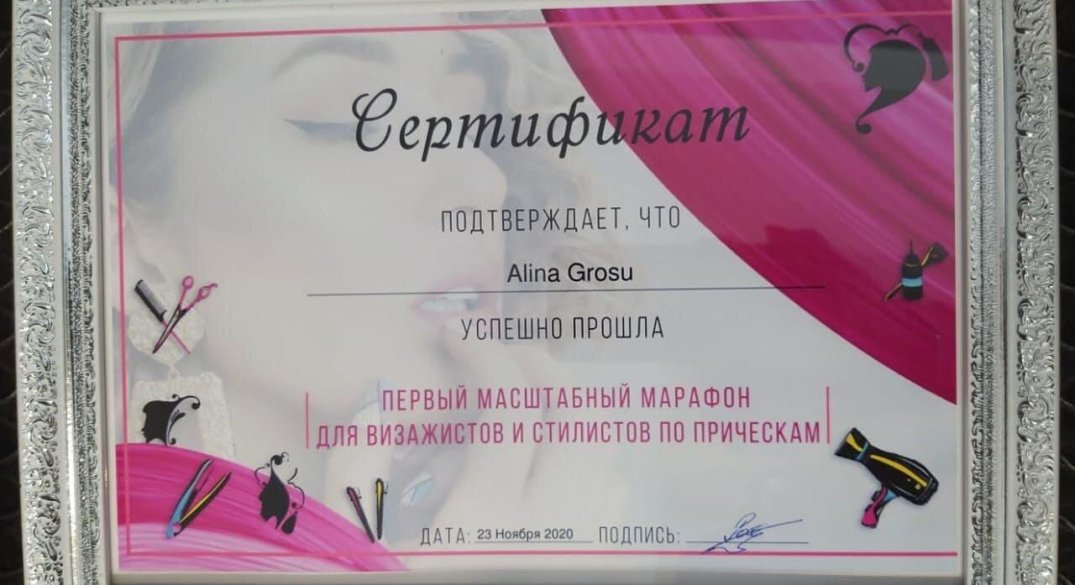 Сертификат
ПОДТВЕРЖДАЕТ, ЧТО
Alina Grosu
УСПЕШНО ПРОШЛА
ПЕРВЫЙ МАСШТАБНЫЙ МАРАФОН
ДЛЯ ВИЗАЖИСТОВ И СТИЛИСТОВ ПО ПРИЧЕСКАМ
ДАТА: 23 Ноября 2020 ПОДПИСЬ: